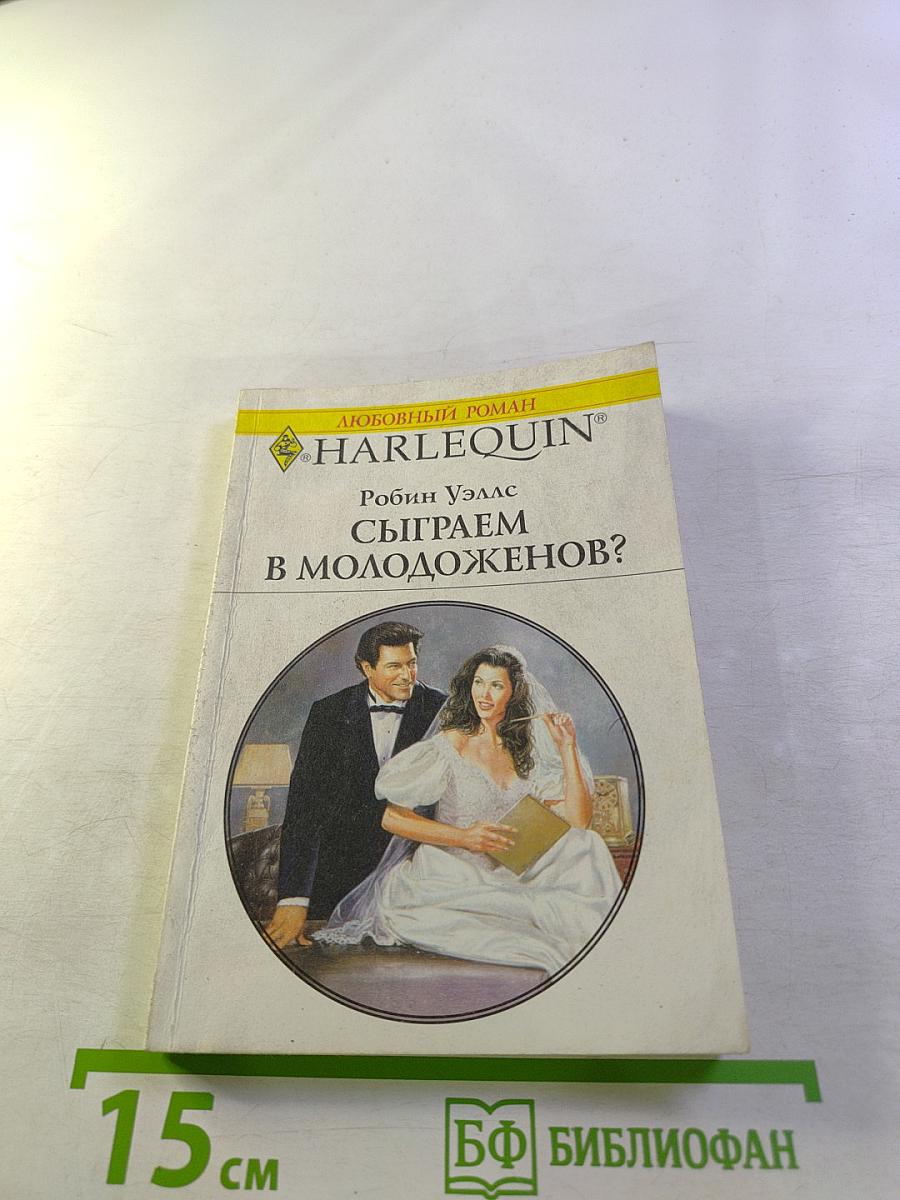 ЛЮБОВНЫЙ РОМАН
® HARLEQUIN®
Робин Уэллс
СЫГРАЕМ
В МОЛОДОЖЕНОВ?
15 см
БФ БИБЛИОФАН